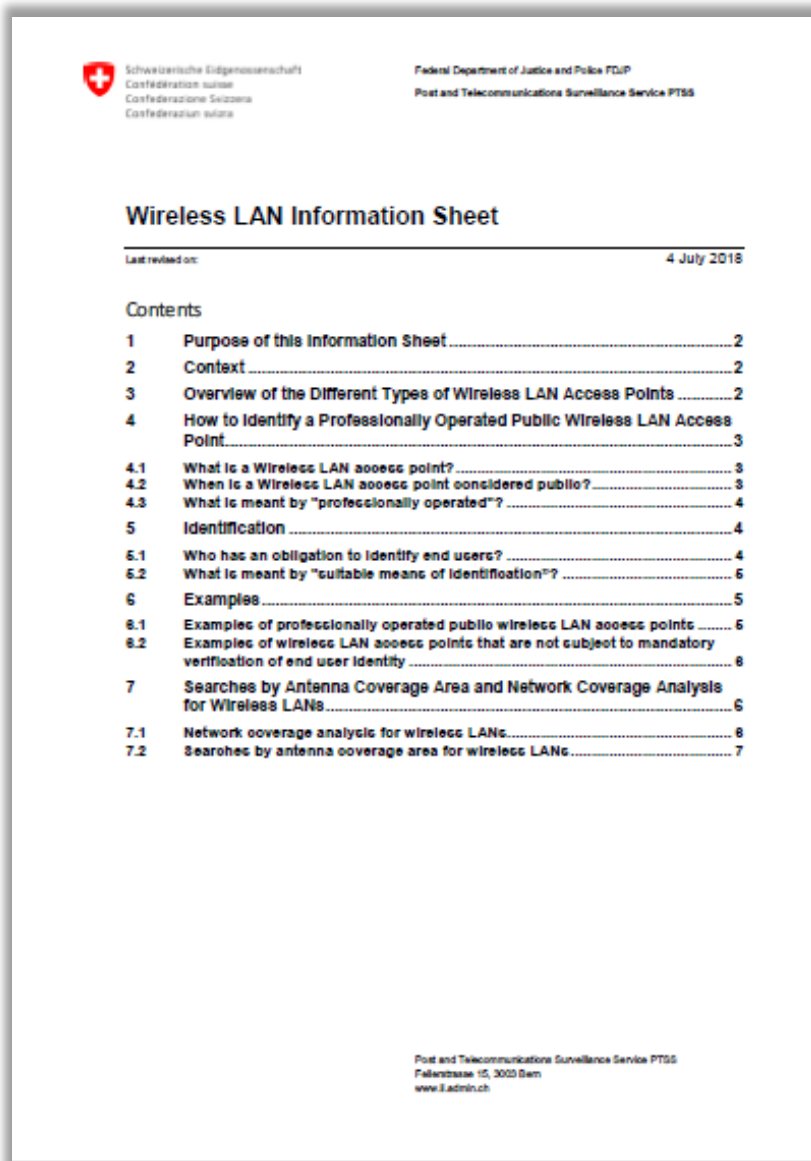 Schweizerische Eidgenossenschaft
Confédération suisse
Confederazione Svizzera
Confederaziun svizra
Federal Department of Justice and Police FDJP
Post and Telecommunications Surveillance Service PTSS
Wireless LAN Information Sheet
Last revised on: 4 July 2018
Contents
1 Purpose of this Information Sheet ............ 2
2 Context ............ 2
3 Overview of the Different Types of Wireless LAN Access Points ............ 2
4 How to Identify a Professionally Operated Public Wireless LAN Access
Point ............ 3
4.1 What is a Wireless LAN access point? ............ 3
4.2 When is a Wireless LAN access point considered public? ............ 3
4.3 What is meant by "professionally operated"? ............ 4
5 Identification ............ 4
5.1 Who has an obligation to identify end users? ............ 4
5.2 What is meant by "suitable means of identification"? ............ 5
6 Examples ............ 5
6.1 Examples of professionally operated public wireless LAN access points ............ 5
6.2 Examples of wireless LAN access points that are not subject to mandatory
verification of end user identity ............ 6
7 Searches by Antenna Coverage Area and Network Coverage Analysis
for Wireless LANs ............ 6
7.1 Network coverage analysis for wireless LANs ............ 6
7.2 Searches by antenna coverage area for wireless LANs ............ 7
Post and Telecommunications Surveillance Service PTSS
Fellerstrasse 15, 3003 Bern
www.li.admin.ch